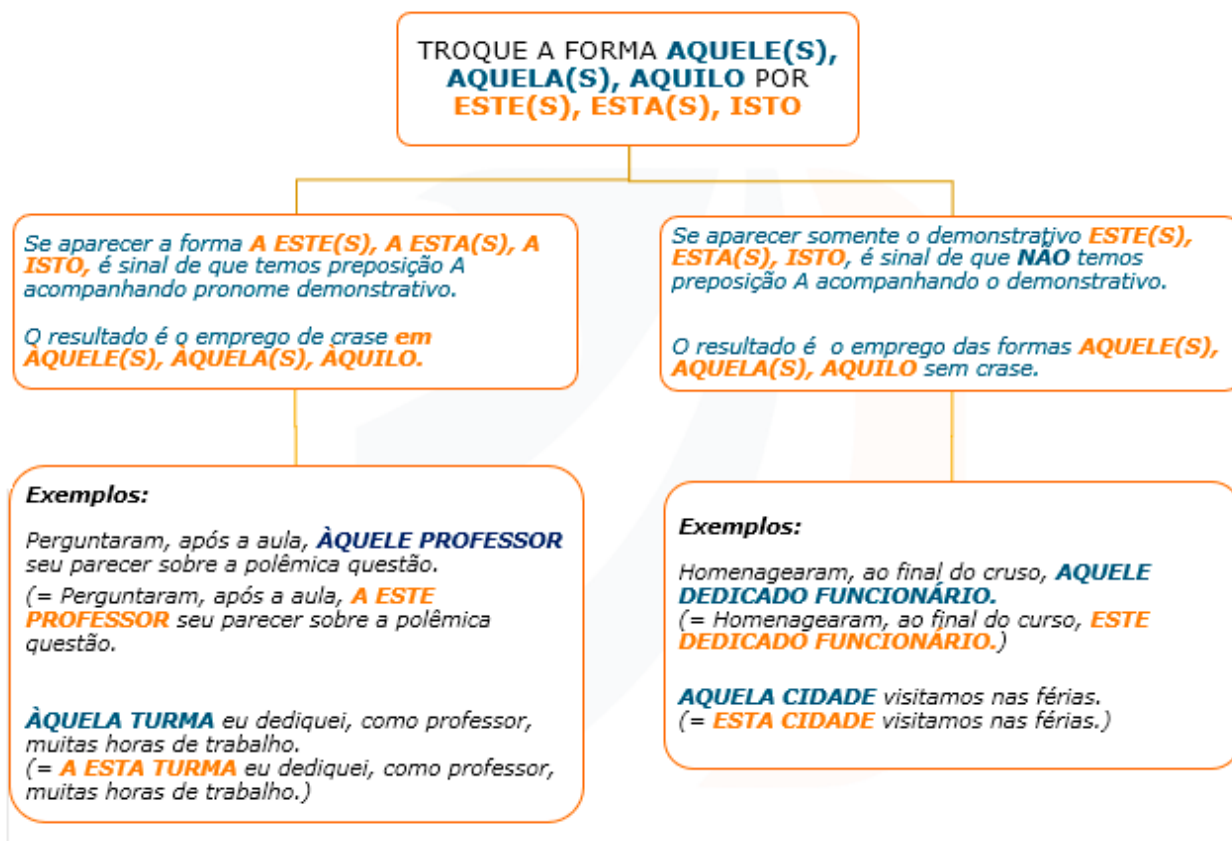 TROQUE A FORMA AQUELE(S),
AQUELA(S), AQUILO POR
ESTE(S), ESTA(S), ISTO
Se aparecer a forma A ESTE(S), A ESTA(S), A
ISTO, é sinal de que temos preposição A
acompanhando pronome demonstrativo.
O resultado é o emprego de crase em
ÀQUELE(S), ÀQUELA(S), ÀQUILO.
Exemplos:
Perguntaram, após a aula, ÀQUELE PROFESSOR
seu parecer sobre a polêmica questão.
(= Perguntaram, após a aula, A ESTE
PROFESSOR seu parecer sobre a polêmica
questão.
ÀQUELA TURMA eu dediquei, como professor,
muitas horas de trabalho.
(= A ESTA TURMA eu dediquei, como professor,
muitas horas de trabalho.)
Se aparecer somente o demonstrativo ESTE(S),
ESTA(S), ISTO, é sinal de que NÃO temos
preposição A acompanhando o demonstrativo.
O resultado é o emprego das formas AQUELE(S),
AQUELA(S), AQUILO sem crase.
Exemplos:
Homenagearam, ao final do cruso, AQUELE
DEDICADO FUNCIONÁRIO.
(= Homenagearam, ao final do curso, ESTE
DEDICADO FUNCIONÁRIO.)
AQUELA CIDADE visitamos nas férias.
(= ESTA CIDADE visitamos nas férias.)